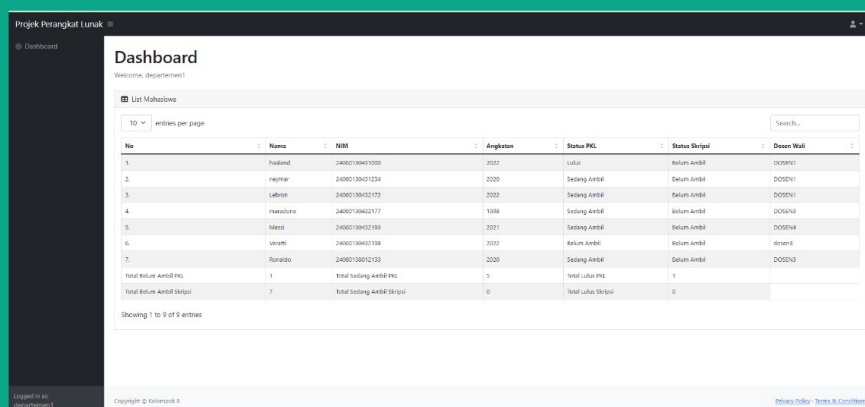 Projek Perangkat Lunak
Dashboard
Dashboard
Welcome, departemen1
List Mahasiswa
10 entries per page Search...
No Nama NIM Angkatan Status PKL Status Skripsi Dosen Wali
1. haaland 24060130431000 2022 Lulus Belum Ambil DOSEN1
2. neymar 24060130431234 2020 Sedang Ambil Belum Ambil DOSEN1
3. Lebron 24060130432172 2022 Sedang Ambil Belum Ambil DOSEN1
4. maradona 24060130432177 1998 Sedang Ambil Belum Ambil DOSEN3
5. Messi 24060130432193 2021 Sedang Ambil Belum Ambil DOSEN4
6. Veratti 24060130432198 2022 Belum Ambil Belum Ambil dosen3
7. Ronaldo 24060138012133 2020 Sedang Ambil Belum Ambil DOSEN3
Total Belum Ambil PKL 1 Total Sedang Ambil PKL 5 Total Lulus PKL 1
Total Belum Ambil Skripsi 7 Total Sedang Ambil Skripsi 0 Total Lulus Skripsi 0
Showing 1 to 9 of 9 entries
Logged in as:
departemen1
Copyright © Kelompok 8 Privacy Policy · Terms & Conditions